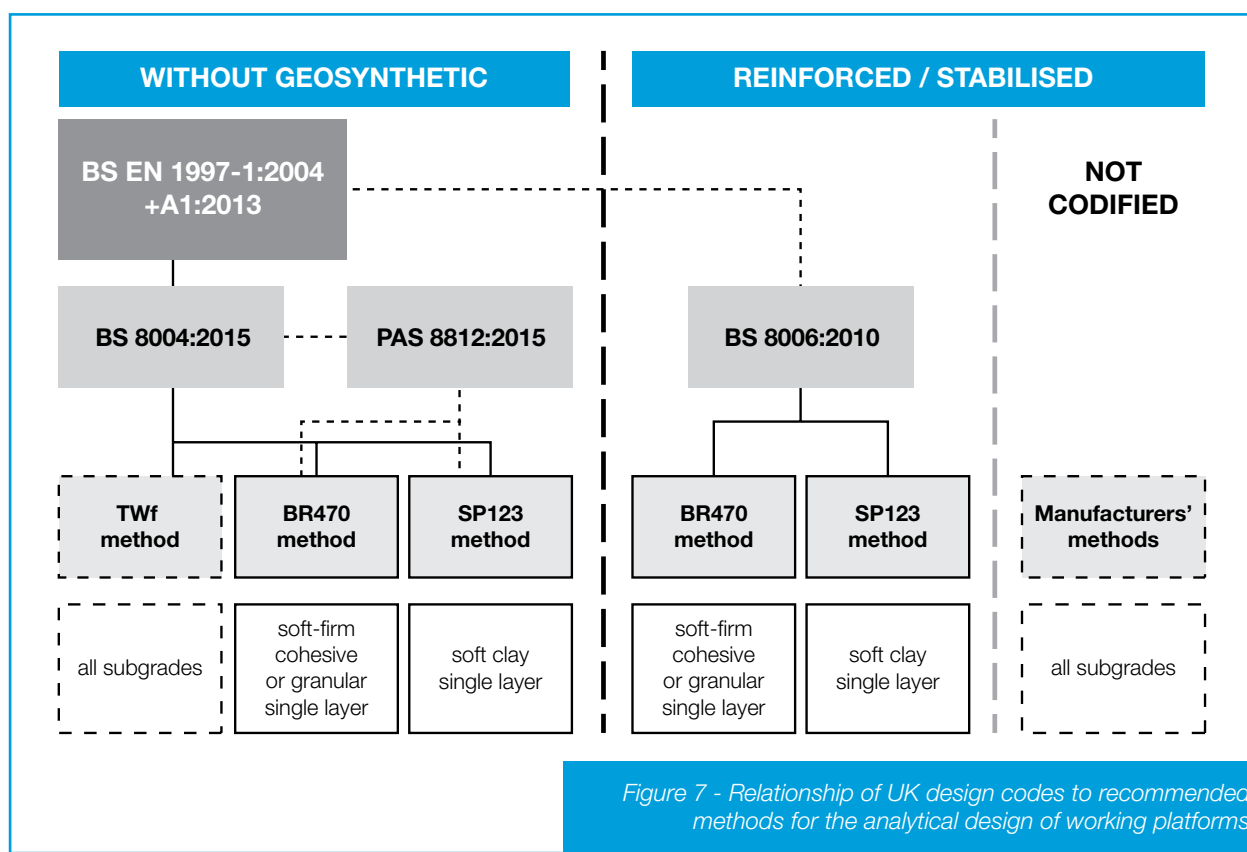 WITHOUT GEOSYNTHETIC
REINFORCED / STABILISED
BS EN 1997-1:2004
+A1:2013
NOT
CODIFIED
BS 8004:2015
PAS 8812:2015
BS 8006:2010
TWf
method
BR470
method
SP123
method
BR470
method
SP123
method
Manufacturers’
methods
all subgrades
soft-firm
cohesive
or granular
single layer
soft clay
single layer
soft-firm
cohesive
or granular
single layer
soft clay
single layer
all subgrades
Figure 7 - Relationship of UK design codes to recommended
methods for the analytical design of working platforms